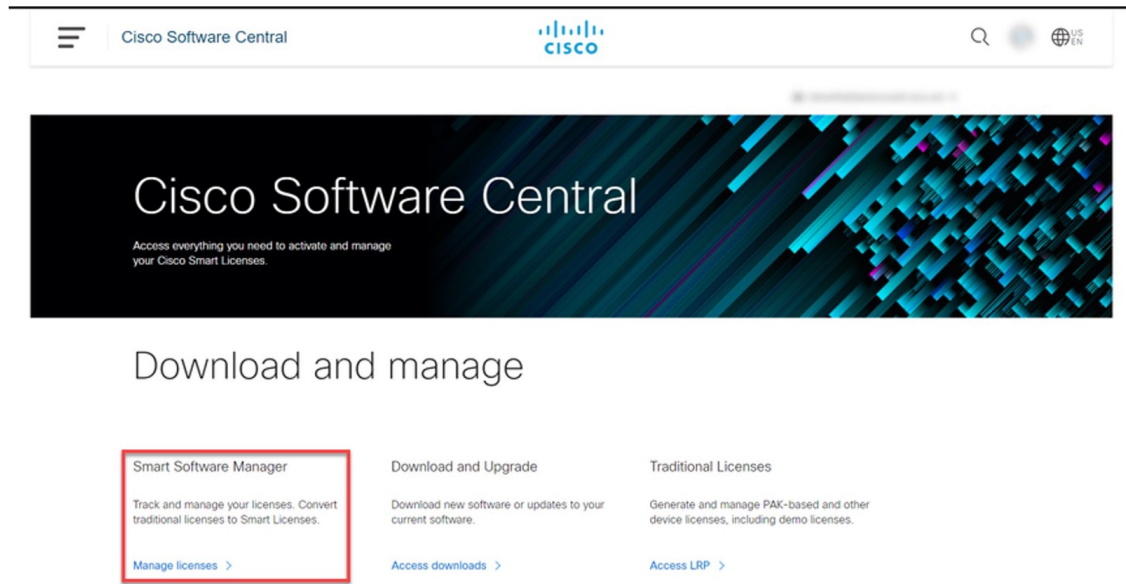 Cisco Software Central
CISCO
US
EN
Cisco Software Central
Access everything you need to activate and manage
your Cisco Smart Licenses.
Download and manage
Smart Software Manager
Track and manage your licenses. Convert
traditional licenses to Smart Licenses.
Manage licenses >
Download and Upgrade
Download new software or updates to your
current software.
Access downloads >
Traditional Licenses
Generate and manage PAK-based and other
device licenses, including demo licenses.
Access LRP >